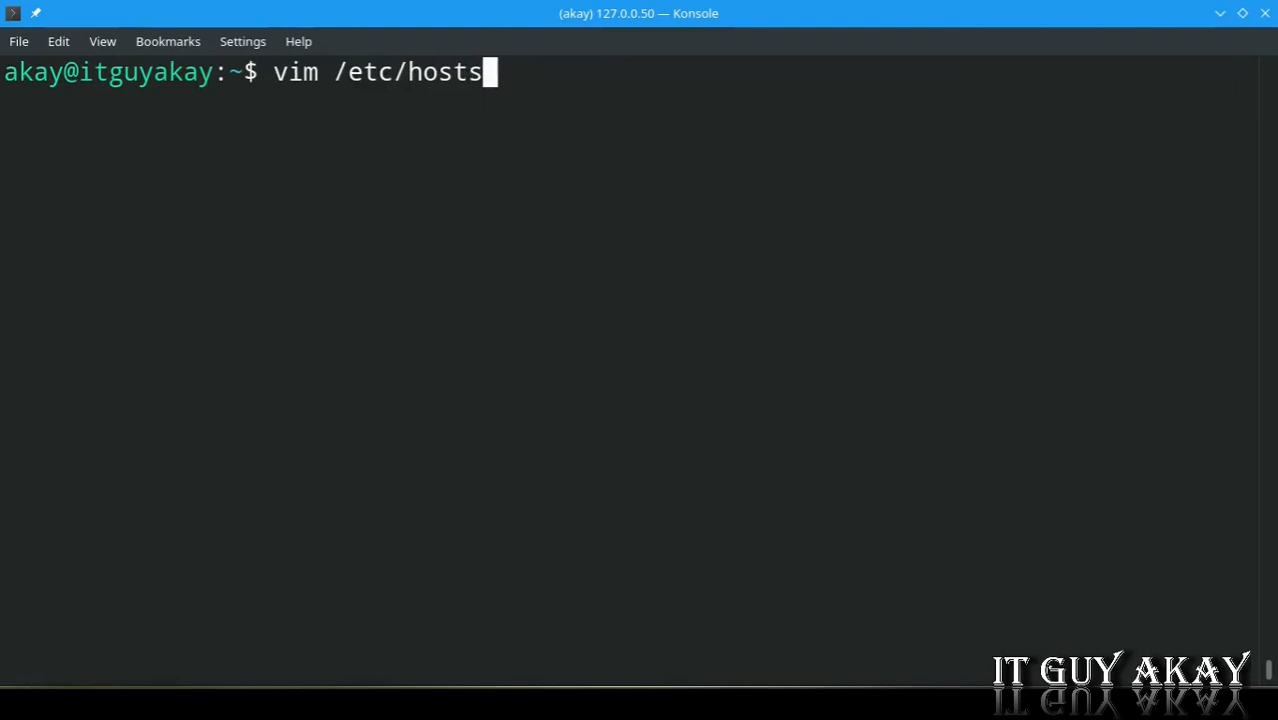 (akay) 127.0.0.50 — Konsole
File Edit View Bookmarks Settings Help
akay@itguyakay:~$ vim /etc/hosts
IT GUY AKAY